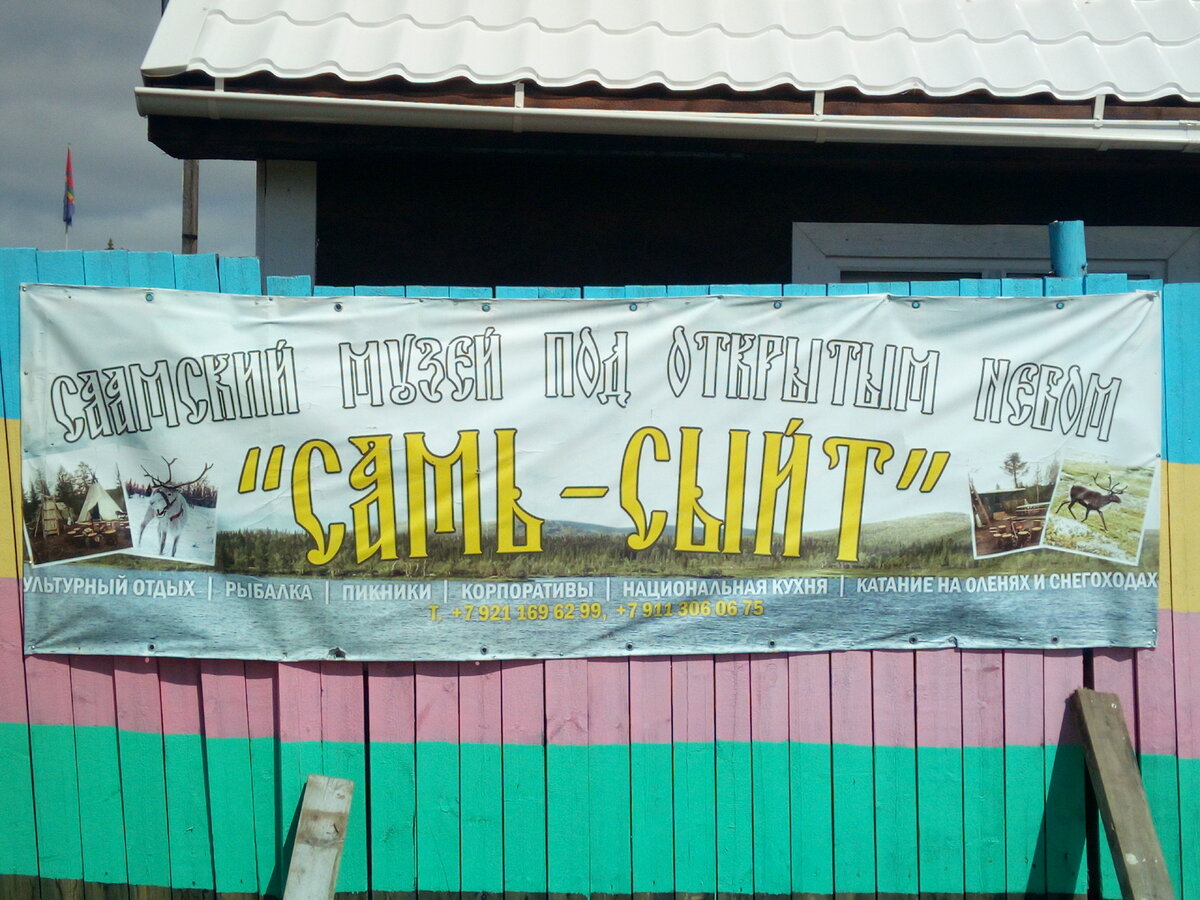 СААМСКИЙ МУЗЕЙ ПОД ОТКРЫТЫМ НЕБОМ
"САМЬ-СЫЙТ"
УЛЬТУРНЫЙ ОТДЫХ | РЫБАЛКА | ПИКНИКИ | КОРПОРАТИВЫ | НАЦИОНАЛЬНАЯ КУХНЯ | КАТАНИЕ НА ОЛЕНЯХ И СНЕГОХОДАХ
Т. +7 921 169 62 99, +7 911 306 06 75